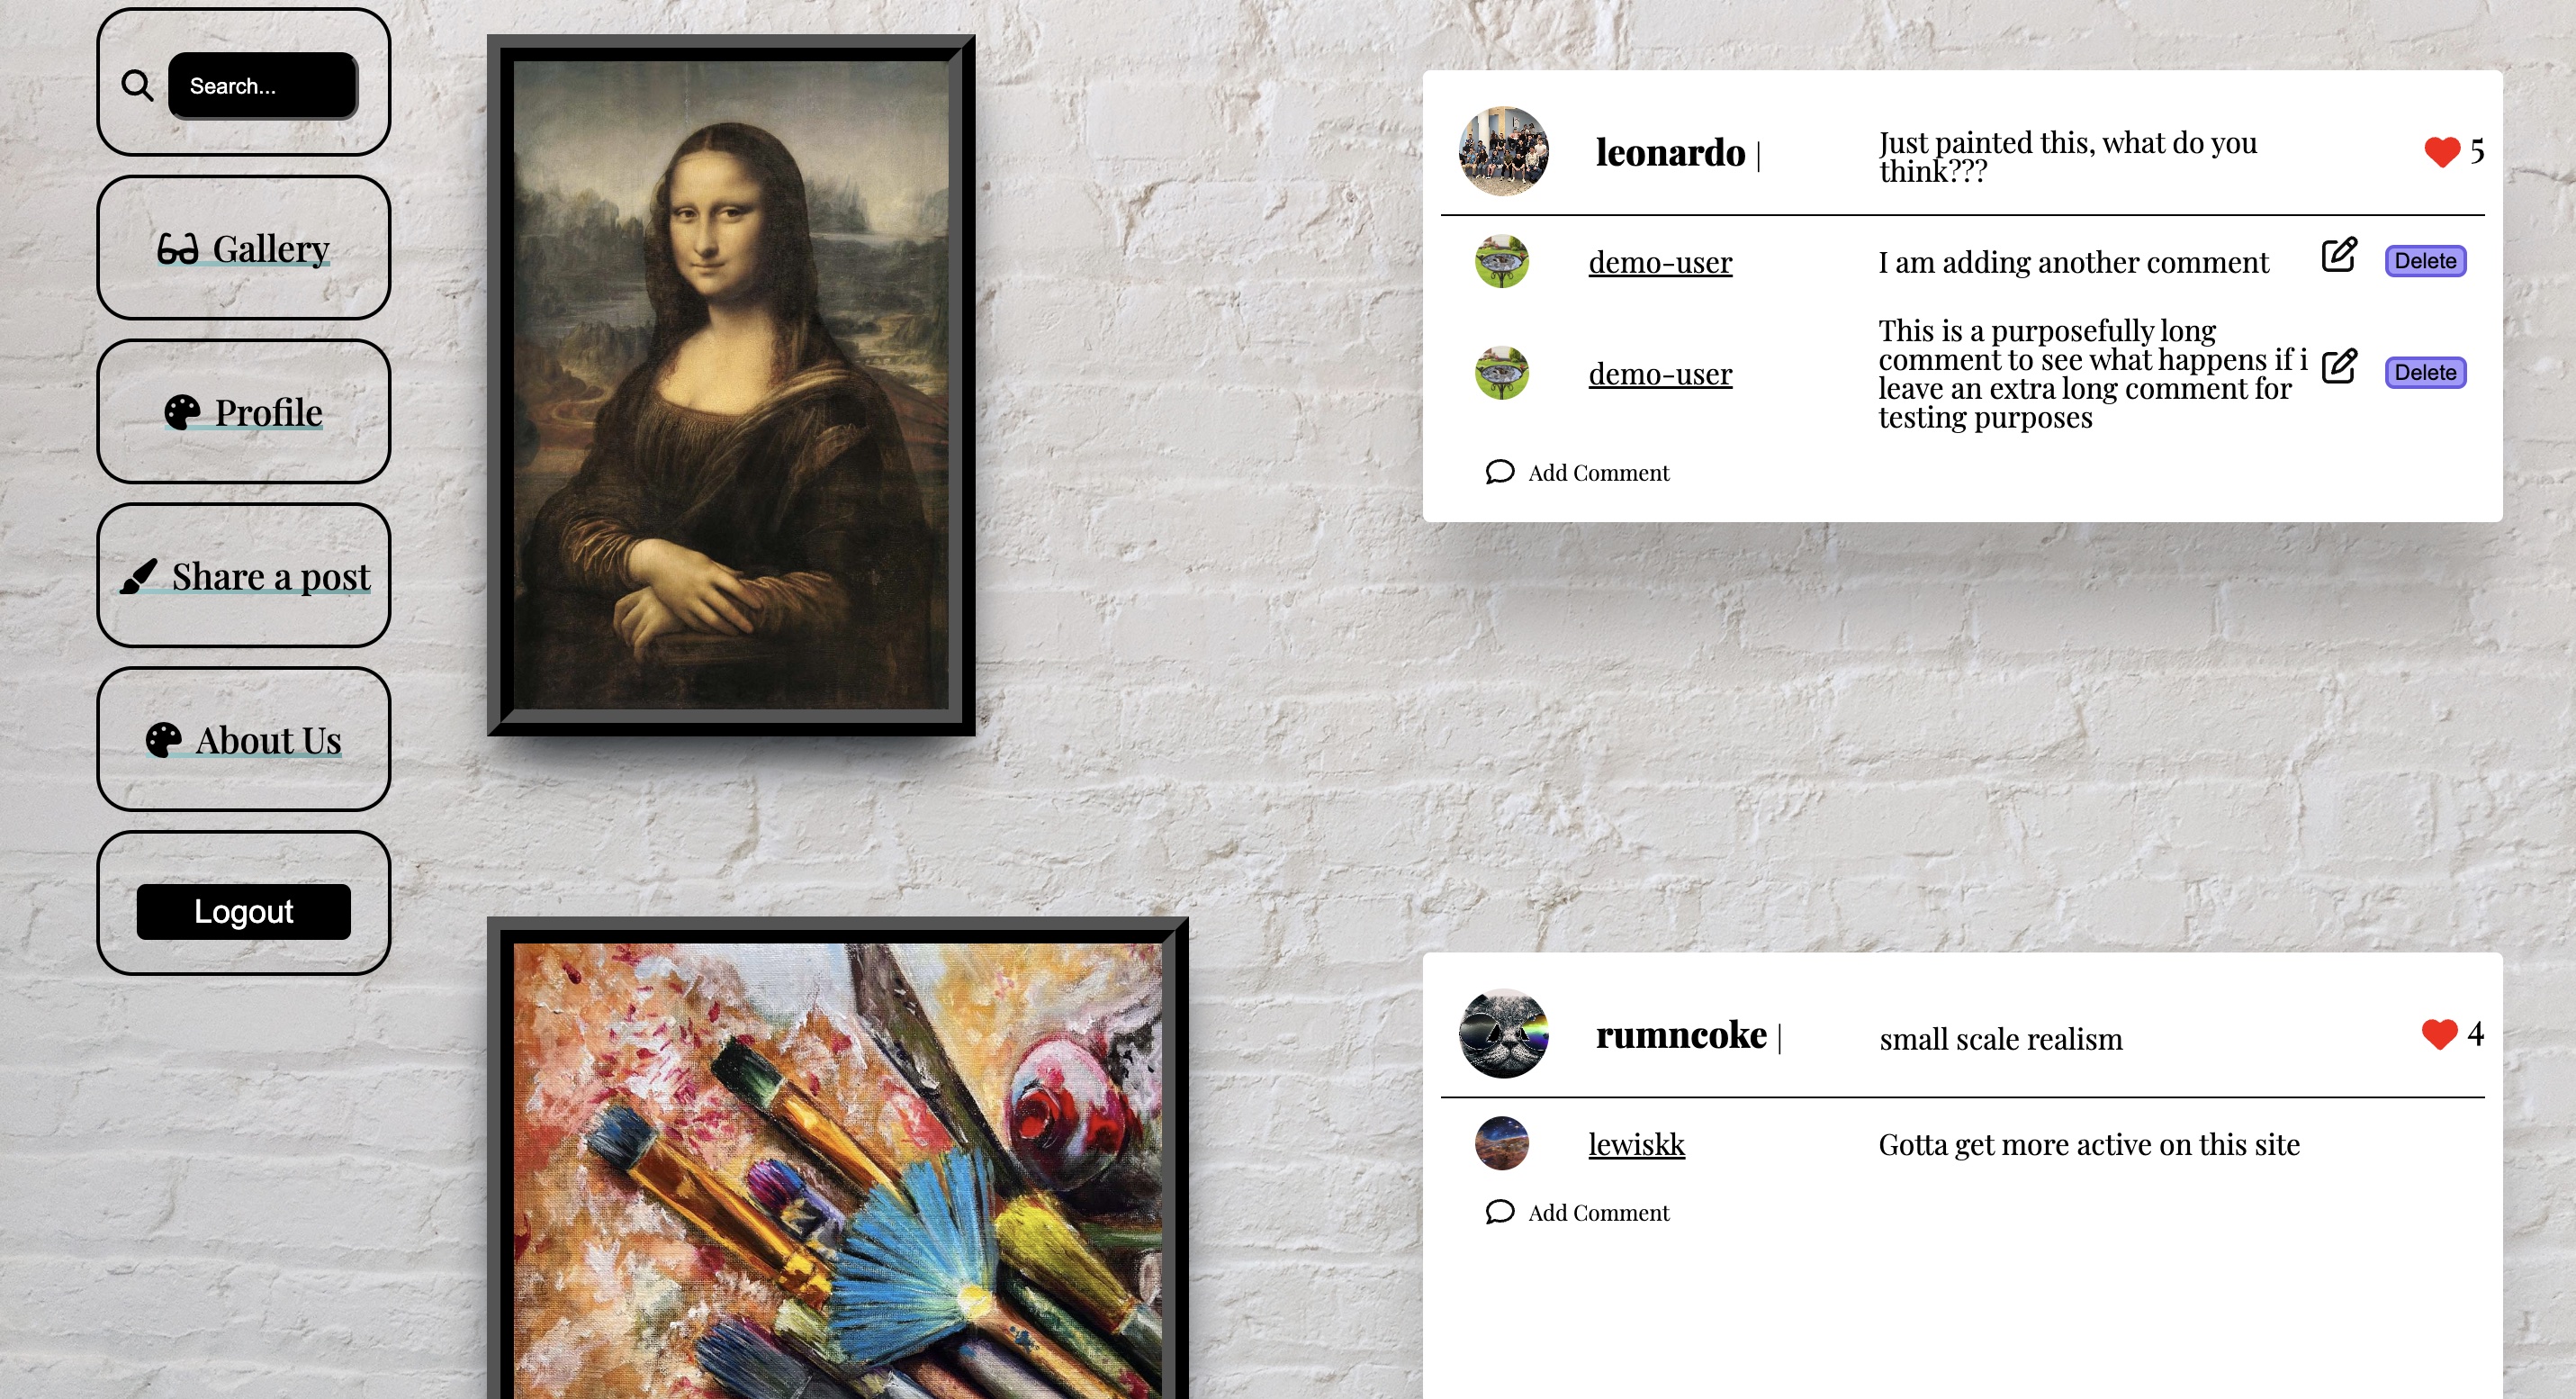 Search...
Gallery
Profile
Share a post
About Us
Logout
leonardo |
Just painted this, what do you
think???
5
demo-user
I am adding another comment
Delete
demo-user
This is a purposefully long
comment to see what happens if i
leave an extra long comment for
testing purposes
Delete
Add Comment
rumncoke |
small scale realism
4
lewiskk
Gotta get more active on this site
Add Comment